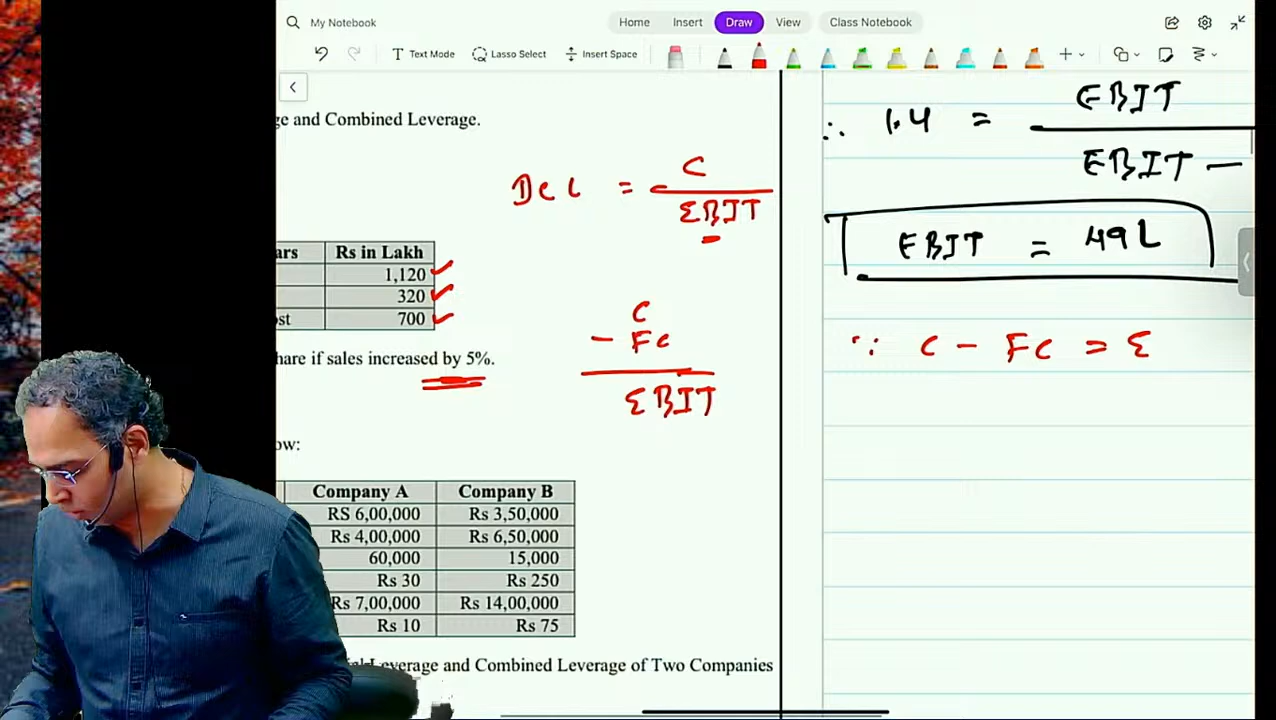 My Notebook
Home Insert Draw View Class Notebook
T Text Mode Lasso Select Insert Space
ge and Combined Leverage.
ars Rs in Lakh
1,120
320
ost 700
hare if sales increased by 5%.
ow:
Company A Company B
RS 6,00,000 Rs 3,50,000
Rs 4,00,000 Rs 6,50,000
60,000 15,000
Rs 30 Rs 250
Rs 7,00,000 Rs 14,00,000
Rs 10 Rs 75
Leverage and Combined Leverage of Two Companies
DCL = C / EBIT
C
- FC
EBIT
∴ 1.4 = EBIT / EBIT -
EBIT = 49L
∵ C - FC = E